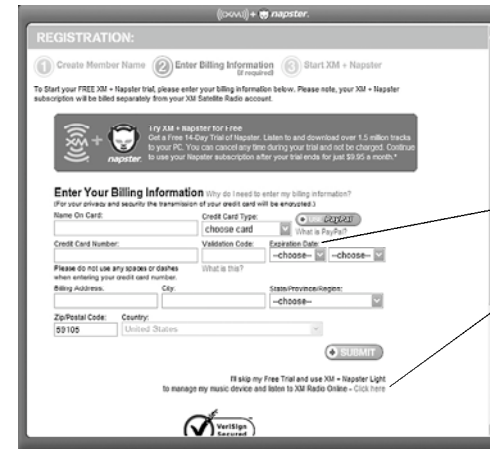 ((XM)) + napster.
REGISTRATION:
1 Create Member Name 2 Enter Billing Information (if required) 3 Start XM + Napster
To Start your FREE XM + Napster trial, please enter your billing information below. Please note, your XM + Napster
subscription will be billed separately from your XM Satellite Radio account.
XM + napster.
Try XM + Napster for Free
Get a Free 14-Day Trial of Napster. Listen to and download over 1.5 million tracks
to your PC. You can cancel any time during your trial and not be charged. Continue
to use your Napster subscription after your trial ends for just $9.95 a month.*
Enter Your Billing Information Why do I need to enter my billing information?
(For your privacy and security the transmission of your credit card will be encrypted.)
Name On Card: Credit Card Type:
choose card USE PayPal
What is PayPal?
Credit Card Number: Validation Code: Expiration Date:
--choose-- --choose--
Please do not use any spaces or dashes What is this?
when entering your credit card number.
Billing Address: City: State/Province/Region:
--choose--
Zip/Postal Code: Country:
59105 United States
SUBMIT
I'll skip my Free Trial and use XM + Napster Light
to manage my music device and listen to XM Radio Online - Click here
VeriSign
Secured